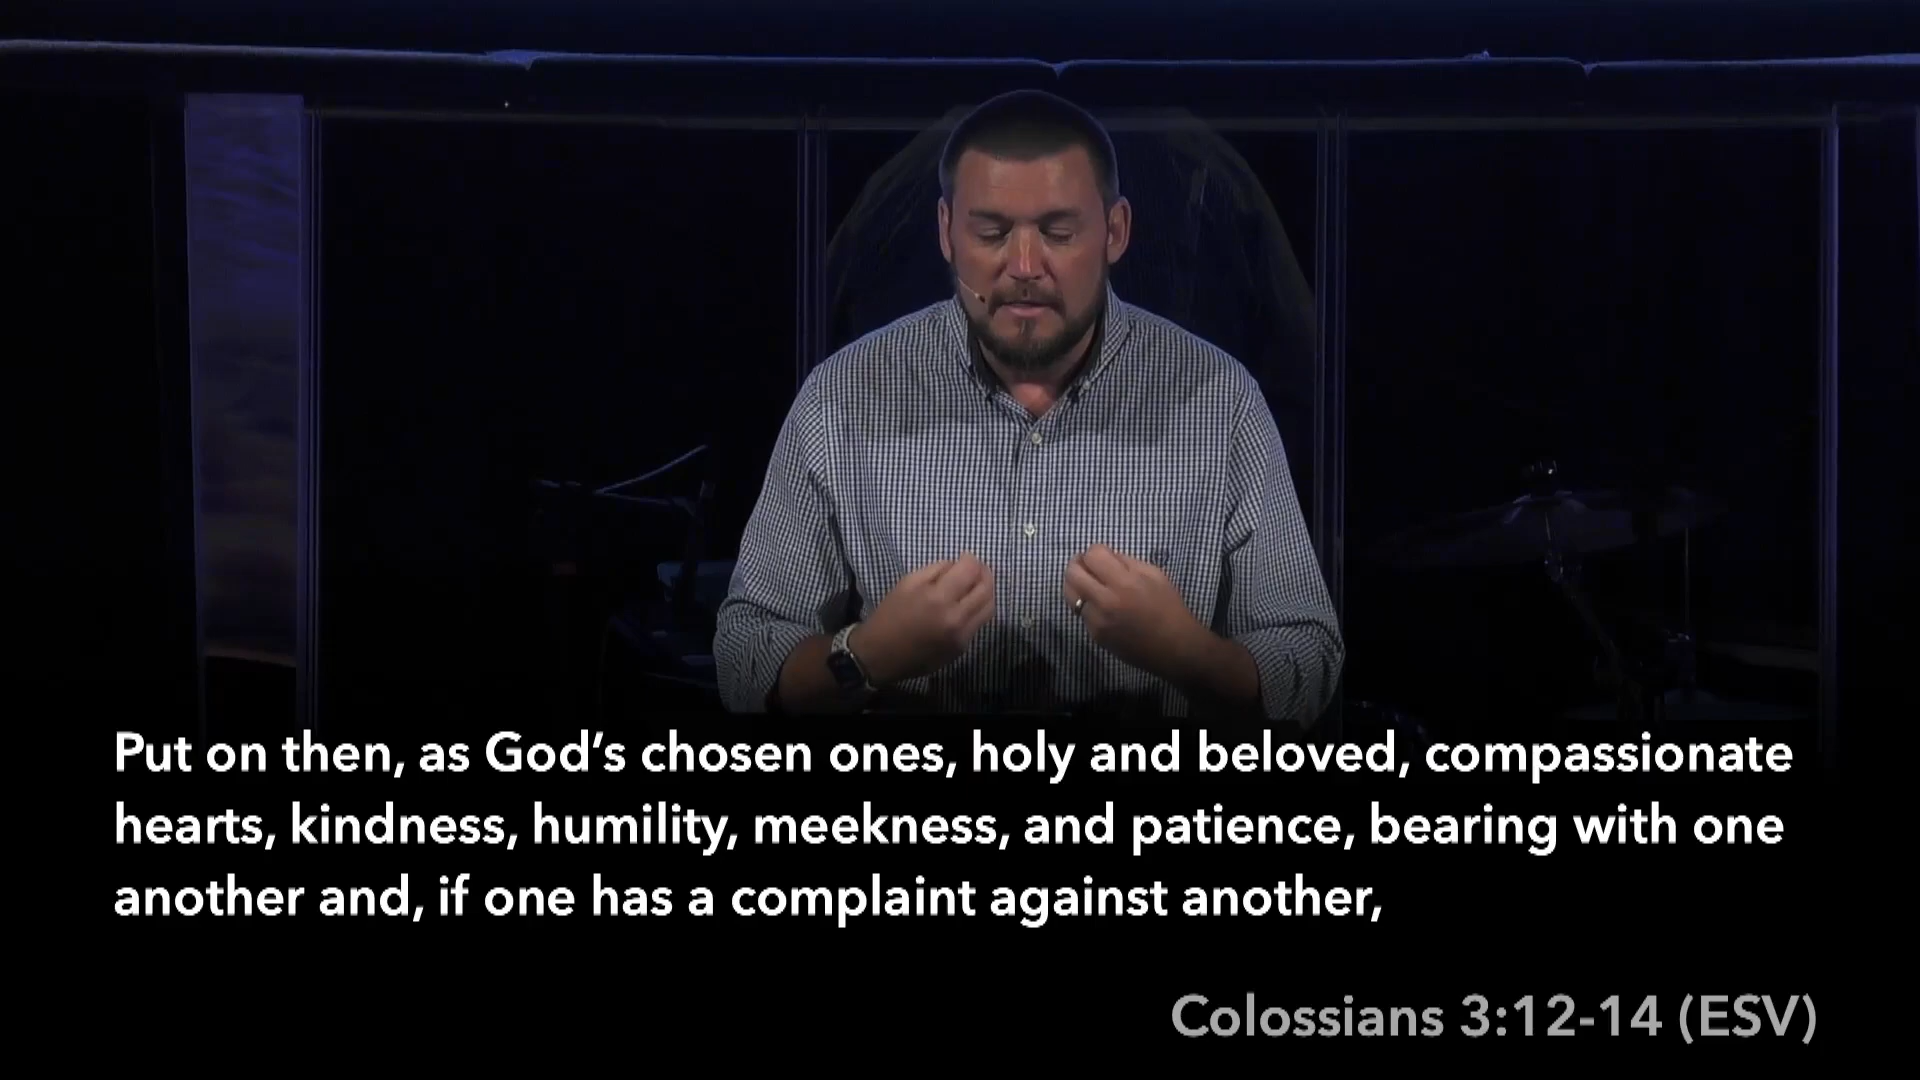 Put on then, as God’s chosen ones, holy and beloved, compassionate
hearts, kindness, humility, meekness, and patience, bearing with one
another and, if one has a complaint against another,
Colossians 3:12-14 (ESV)